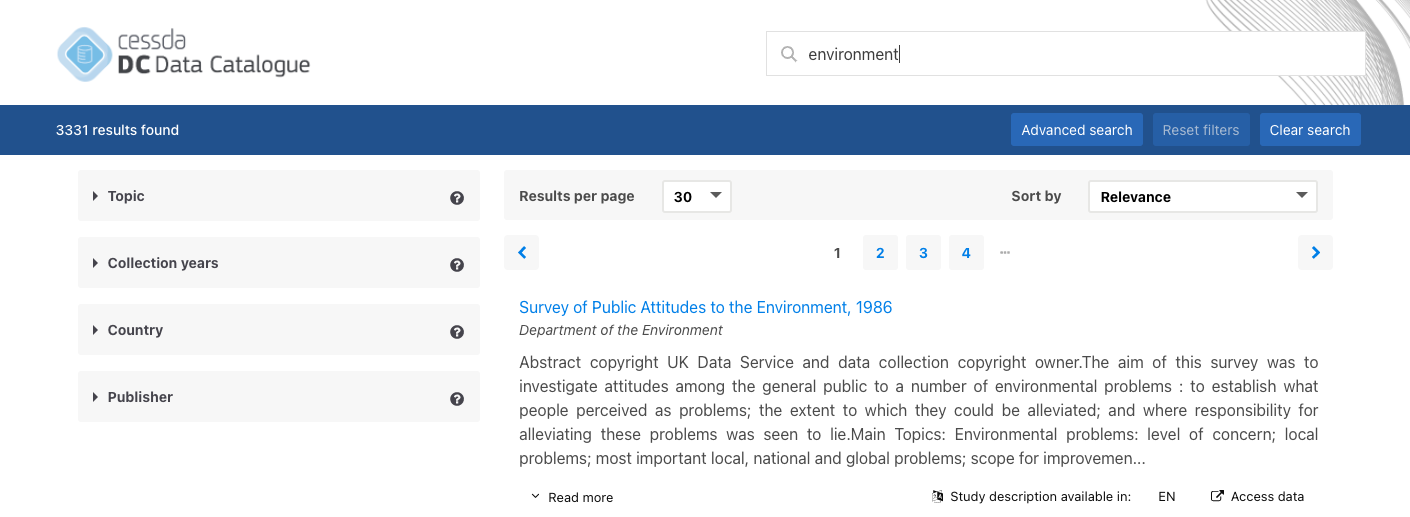 cessda
DC Data Catalogue
environment
3331 results found
Advanced search
Reset filters
Clear search
Topic
Collection years
Country
Publisher
Results per page
30
Sort by
Relevance
1 2 3 4 ...
Survey of Public Attitudes to the Environment, 1986
Department of the Environment
Abstract copyright UK Data Service and data collection copyright owner.The aim of this survey was to
investigate attitudes among the general public to a number of environmental problems : to establish what
people perceived as problems; the extent to which they could be alleviated; and where responsibility for
alleviating these problems was seen to lie.Main Topics: Environmental problems: level of concern; local
problems; most important local, national and global problems; scope for improvemen...
Read more
Study description available in:
EN
Access data